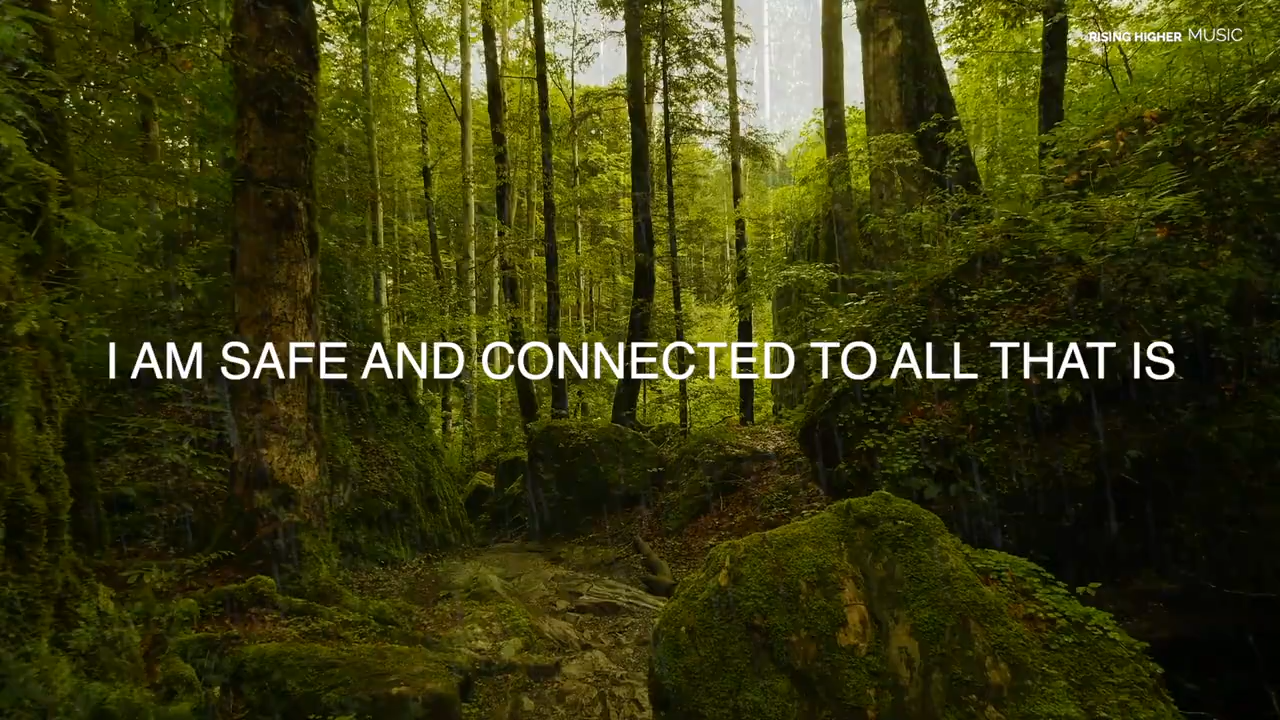 RISING HIGHER MUSIC
I AM SAFE AND CONNECTED TO ALL THAT IS